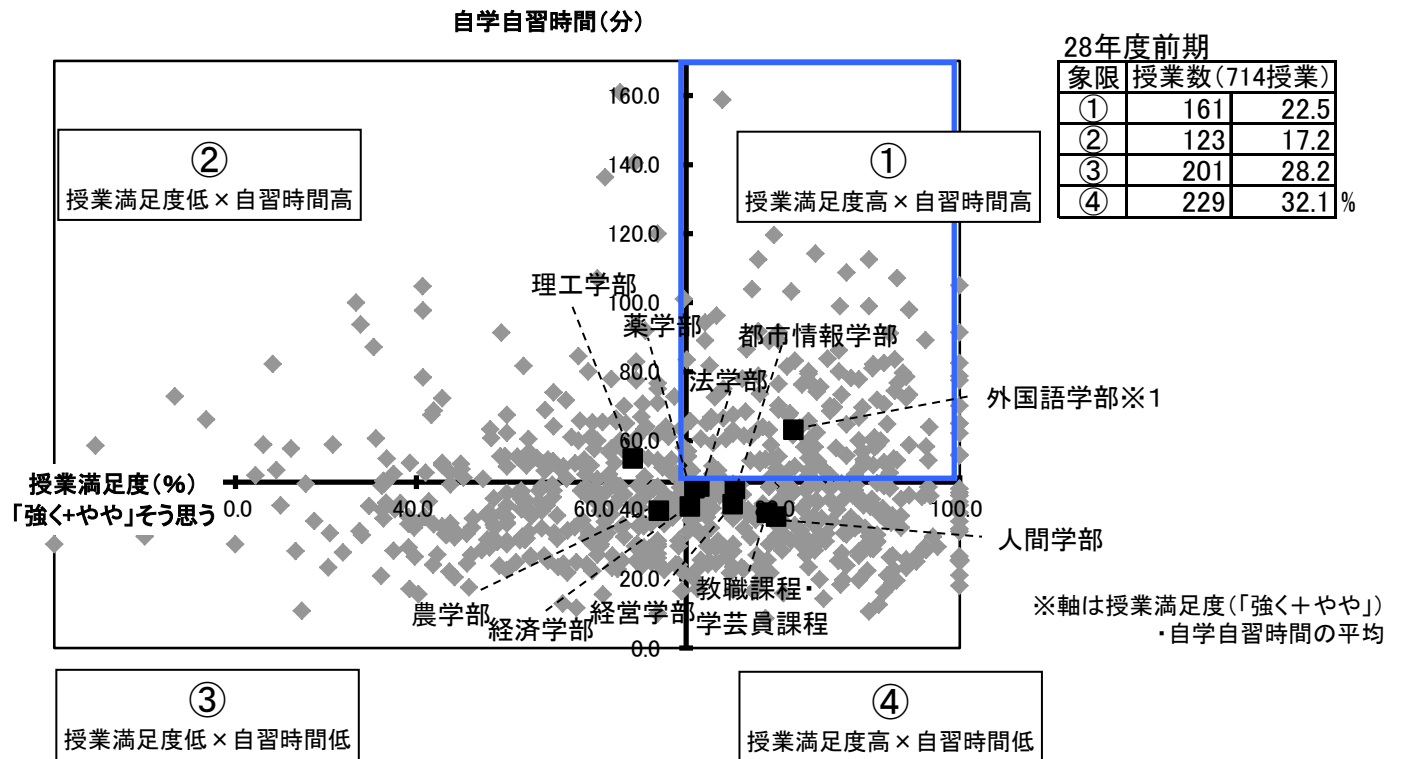 自学自習時間(分)
28年度前期
象限 授業数(714授業)
① 161 22.5
② 123 17.2
③ 201 28.2
④ 229 32.1 %
②
授業満足度低×自習時間高
①
授業満足度高×自習時間高
160.0
140.0
120.0
100.0
80.0
60.0
20.0
0.0
理工学部
薬学部
都市情報学部
法学部
外国語学部※1
授業満足度(%)
「強く+やや」そう思う
40.0
60.0
100.0
人間学部
農学部
経済学部
経営学部
教職課程・
学芸員課程
※軸は授業満足度(「強く+やや」)
・自学自習時間の平均
③
授業満足度低×自習時間低
④
授業満足度高×自習時間低